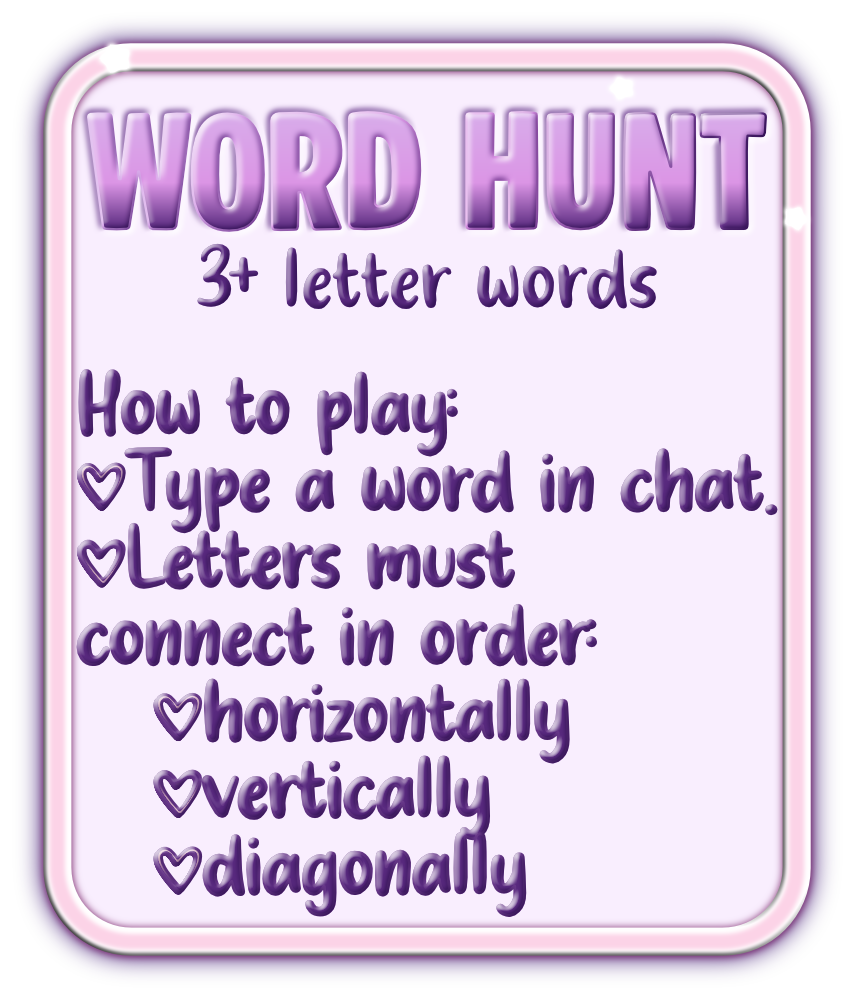 WORD HUNT
3+ letter words
How to play:
♡Type a word in chat.
♡Letters must
connect in order:
♡horizontally
♡vertically
♡diagonally